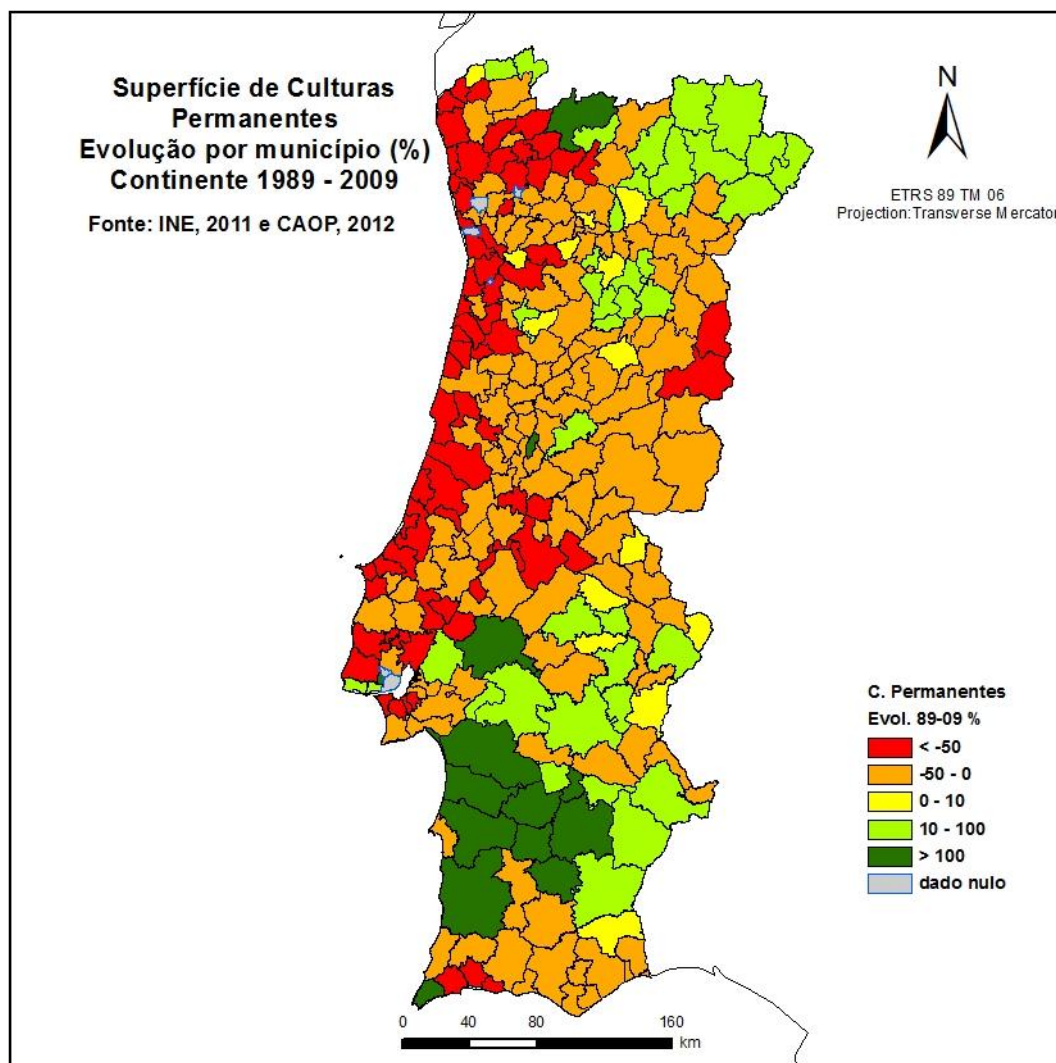 Superfície de Culturas
Permanentes
Evolução por município (%)
Continente 1989 - 2009
Fonte: INE, 2011 e CAOP, 2012
N
ETRS 89 TM 06
Projection:Transverse Mercator
C. Permanentes
Evol. 89-09 %
< -50
-50 - 0
0 - 10
10 - 100
> 100
dado nulo
0 40 80 160
km